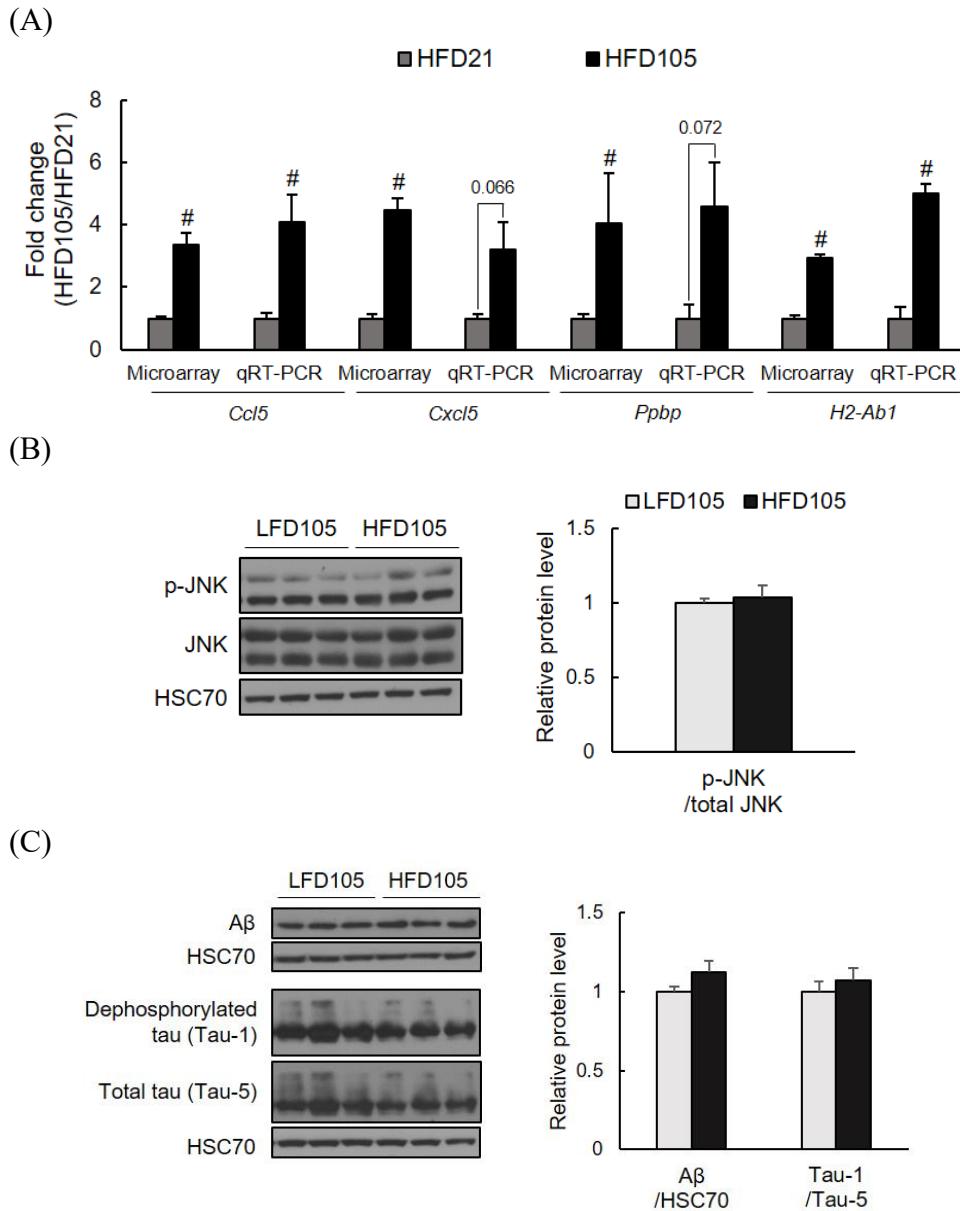 (A)
HFD21 HFD105
Fold change
(HFD105/HFD21)
8
6
4
2
0
# # # 0.066 # 0.072 # #
Microarray qRT-PCR Microarray qRT-PCR Microarray qRT-PCR Microarray qRT-PCR
Ccl5 Cxcl5 Ppbp H2-Ab1
(B)
LFD105 HFD105
p-JNK
JNK
HSC70
LFD105 HFD105
Relative protein level
1.5
1
0.5
0
p-JNK
/total JNK
(C)
LFD105 HFD105
Aβ
HSC70
Dephosphorylated
tau (Tau-1)
Total tau (Tau-5)
HSC70
Relative protein level
1.5
1
0.5
0
Aβ Tau-1
/HSC70 /Tau-5